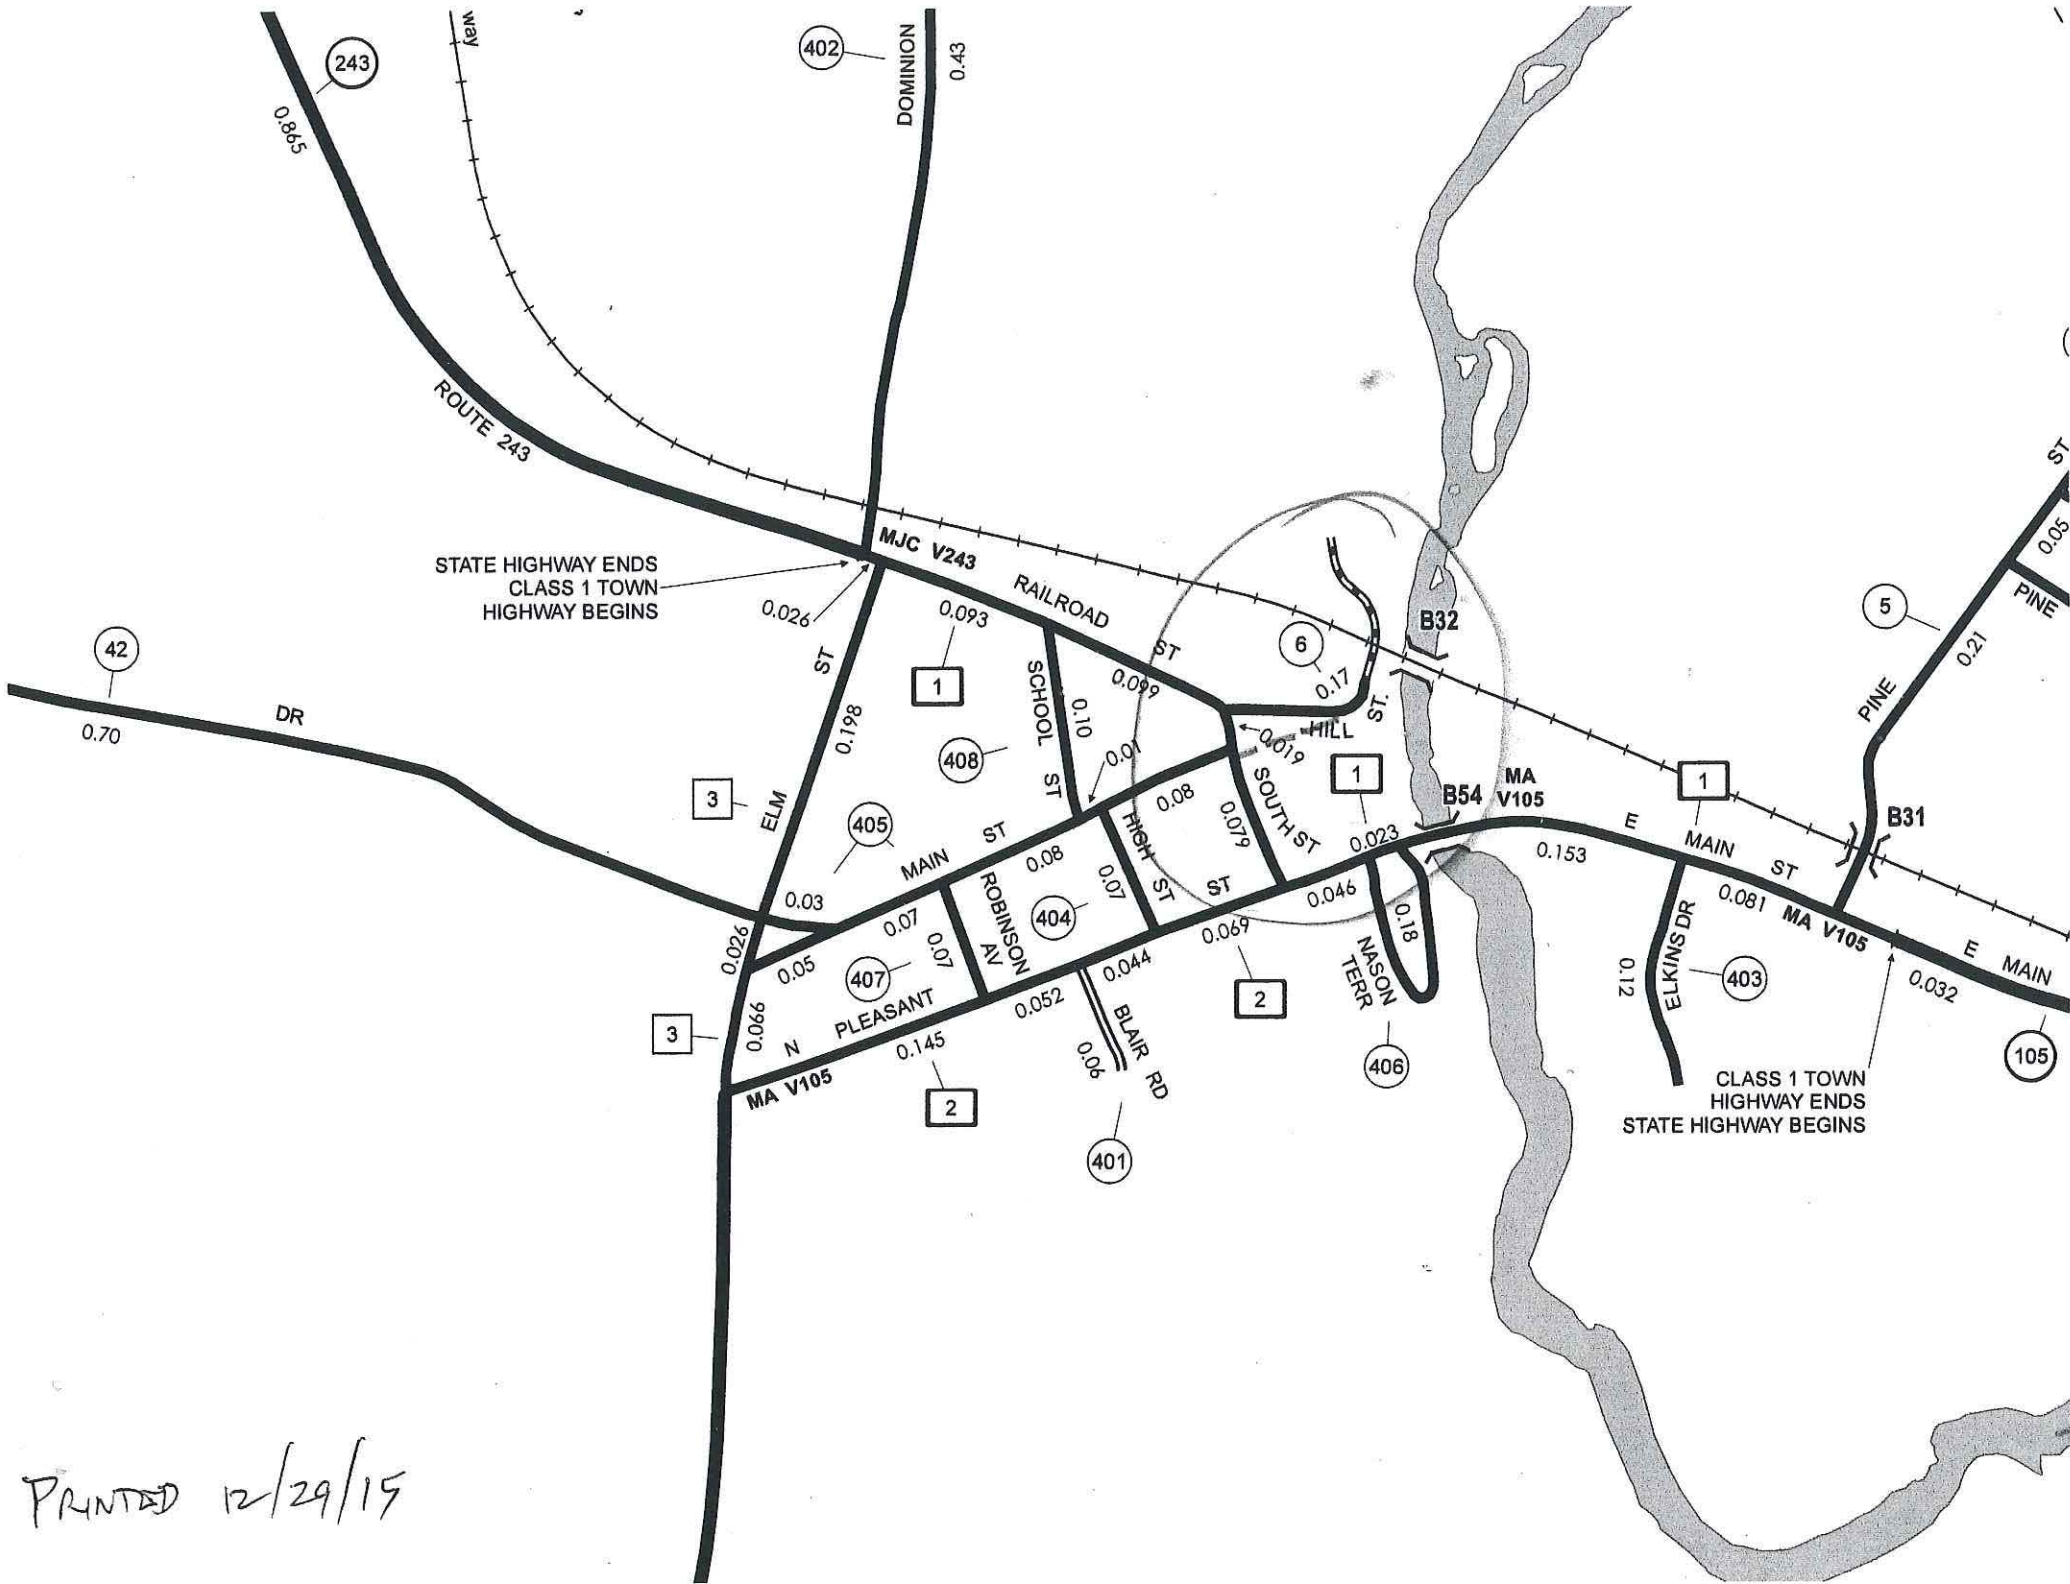 way
243
0.865
402
DOMINION
0.43
ROUTE 243
STATE HIGHWAY ENDS
CLASS 1 TOWN
HIGHWAY BEGINS
MJC V243
0.026
0.093
RAILROAD ST
0.099
1
42
0.70
DR
ELM ST
0.198
3
SCHOOL ST
0.10
408
0.01
405
MAIN ST
0.03
0.05
0.07
0.08
0.08
6
0.17
HILL ST.
0.019
SOUTH ST
0.079
HIGH ST
0.07
404
ROBINSON AV
0.07
407
0.026
0.066
3
N PLEASANT ST
MA V105
0.145
0.052
0.044
0.069
0.046
0.023
1
2
2
BLAIR RD
0.06
401
NASON
TERR
0.18
406
B32
B54
MA
V105
E MAIN ST
0.153
1
0.081
MA V105
ELKINS DR
0.12
403
B31
PINE ST
5
0.21
0.05
PINE
E MAIN
0.032
105
CLASS 1 TOWN
HIGHWAY ENDS
STATE HIGHWAY BEGINS
PRINTED 12/29/15